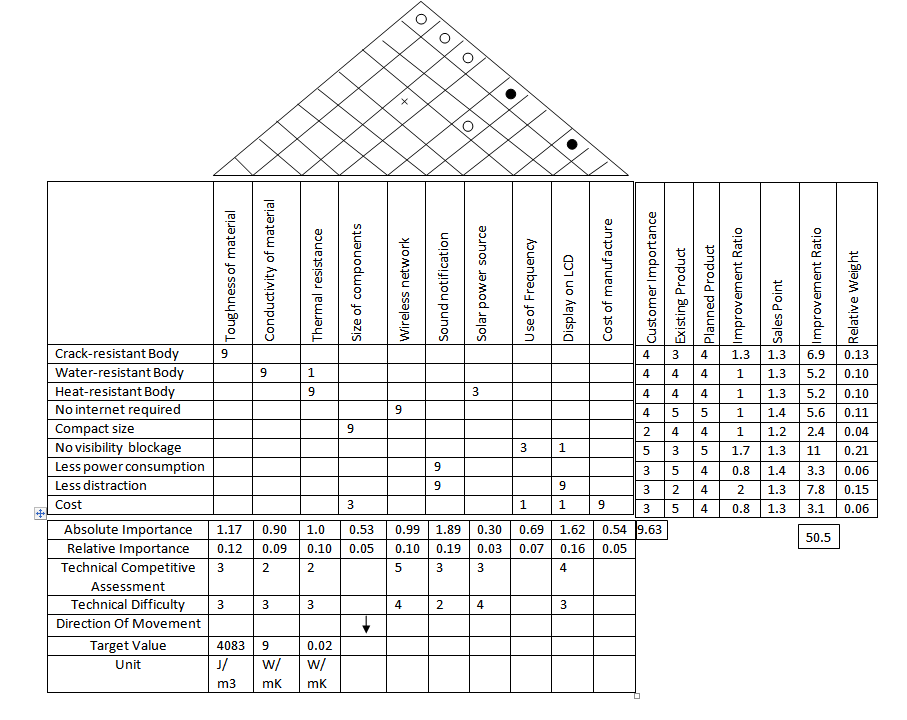 Toughness of material
Conductivity of material
Thermal resistance
Size of components
Wireless network
Sound notification
Solar power source
Use of Frequency
Display on LCD
Cost of manufacture
Customer Importance
Existing Product
Planned Product
Improvement Ratio
Sales Point
Improvement Ratio
Relative Weight
Crack-resistant Body 9 4 3 4 1.3 1.3 6.9 0.13
Water-resistant Body 9 1 4 4 4 1 1.3 5.2 0.10
Heat-resistant Body 9 3 4 4 4 1 1.3 5.2 0.10
No internet required 9 4 5 5 1 1.4 5.6 0.11
Compact size 9 2 4 4 1 1.2 2.4 0.04
No visibility blockage 3 1 5 3 5 1.7 1.3 11 0.21
Less power consumption 9 3 5 4 0.8 1.4 3.3 0.06
Less distraction 9 9 3 2 4 2 1.3 7.8 0.15
Cost 3 1 1 9 3 5 4 0.8 1.3 3.1 0.06
Absolute Importance 1.17 0.90 1.0 0.53 0.99 1.89 0.30 0.69 1.62 0.54 9.63
50.5
Relative Importance 0.12 0.09 0.10 0.05 0.10 0.19 0.03 0.07 0.16 0.05
Technical Competitive 3 2 2 5 3 3 4
Assessment
Technical Difficulty 3 3 3 4 2 4 3
Direction Of Movement
Target Value 4083 9 0.02
Unit J/ W/ W/
m3 mK mK